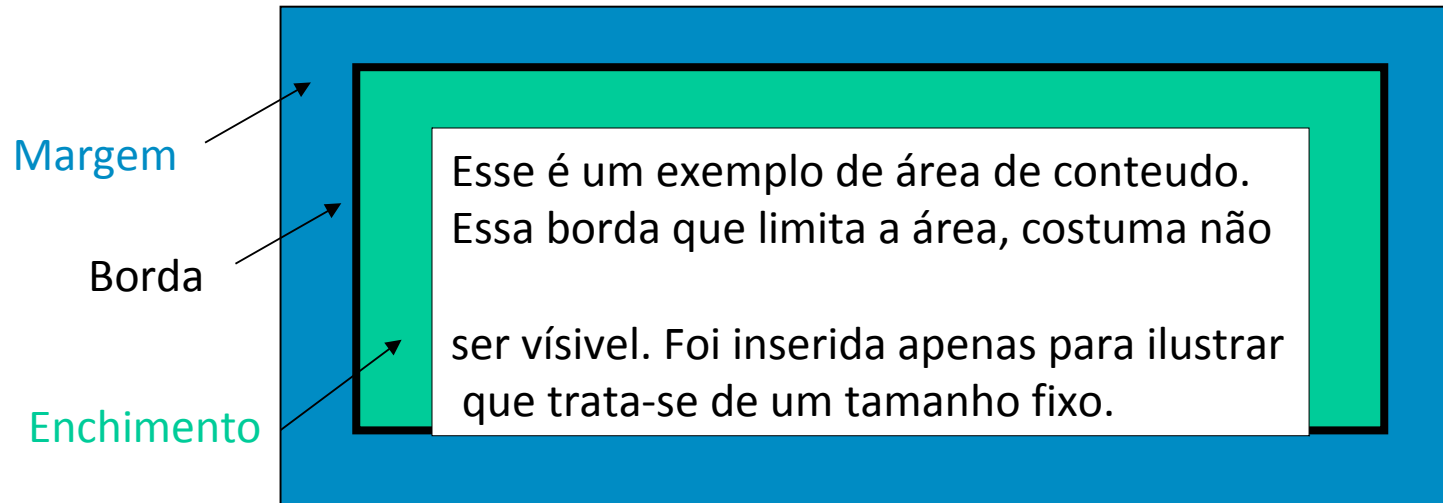 Margem
Borda
Enchimento
Esse é um exemplo de área de conteudo.
Essa borda que limita a área, costuma não
ser vísivel. Foi inserida apenas para ilustrar
que trata-se de um tamanho fixo.